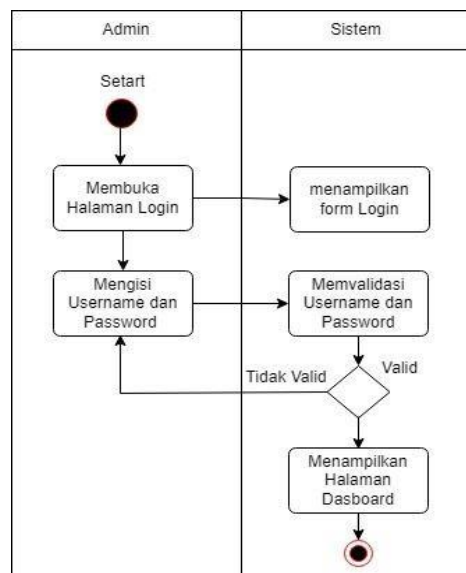 Admin
Sistem
Setart
Membuka
Halaman Login
menampilkan
form Login
Mengisi
Username dan
Password
Memvalidasi
Username dan
Password
Tidak Valid
Valid
Menampilkan
Halaman
Dasboard